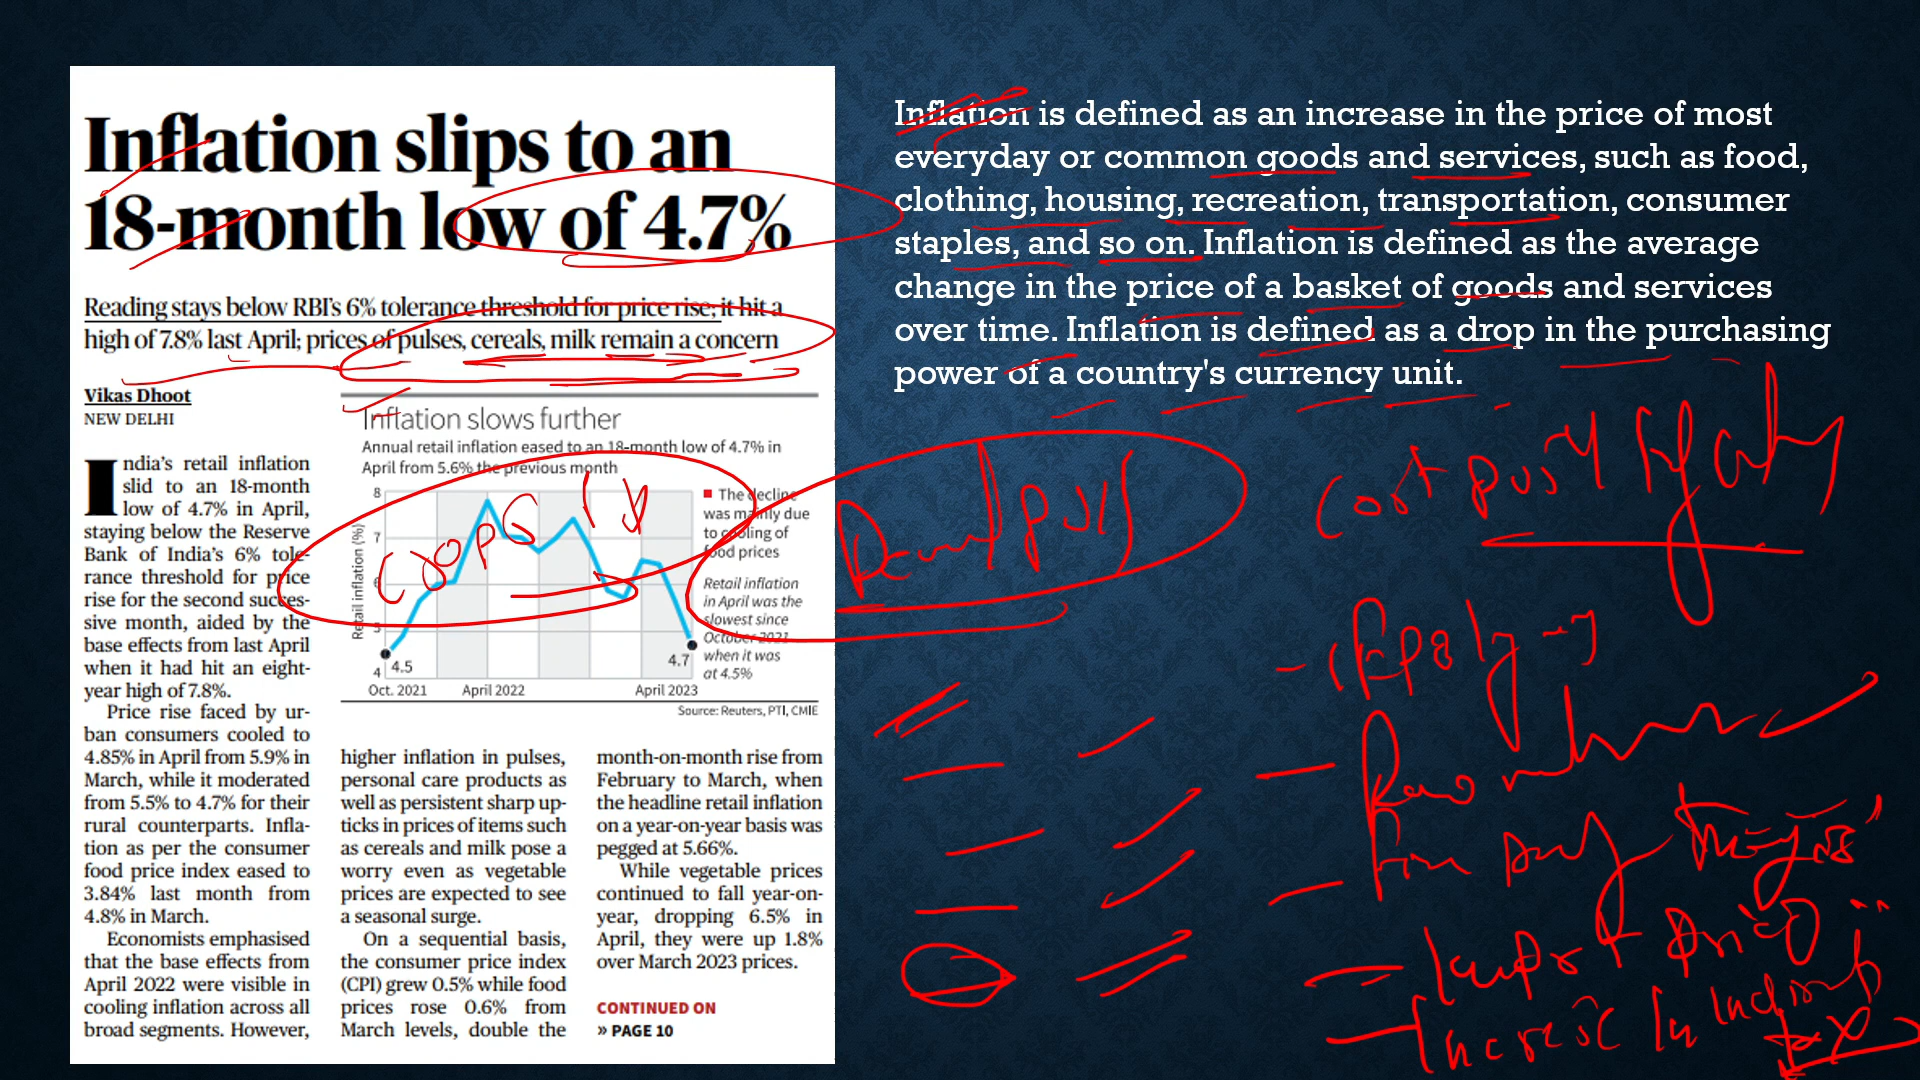 Inflation slips to an
18-month low of 4.7%
Reading stays below RBI's 6% tolerance threshold for price rise; it hit a
high of 7.8% last April; prices of pulses, cereals, milk remain a concern
Vikas Dhoot
NEW DELHI
India's retail inflation
slid to an 18-month
low of 4.7% in April,
staying below the Reserve
Bank of India's 6% tole-
rance threshold for price
rise for the second succes-
sive month, aided by the
base effects from last April
when it had hit an eight-
year high of 7.8%.
Price rise faced by ur-
ban consumers cooled to
4.85% in April from 5.9% in
March, while it moderated
from 5.5% to 4.7% for their
rural counterparts. Infla-
tion as per the consumer
food price index eased to
3.84% last month from
4.8% in March.
Economists emphasised
that the base effects from
April 2022 were visible in
cooling inflation across all
broad segments. However,
Inflation slows further
Annual retail inflation eased to an 18-month low of 4.7% in
April from 5.6% the previous month
Retail inflation (%)
8
7
6
5
4
4.5
4.7
Oct. 2021 April 2022 April 2023
The decline
was mainly due
to cooling of
food prices
Retail inflation
in April was the
slowest since
October 2021
when it was
at 4.5%
Source: Reuters, PTI, CMIE
higher inflation in pulses,
personal care products as
well as persistent sharp up-
ticks in prices of items such
as cereals and milk pose a
worry even as vegetable
prices are expected to see
a seasonal surge.
On a sequential basis,
the consumer price index
(CPI) grew 0.5% while food
prices rose 0.6% from
March levels, double the
month-on-month rise from
February to March, when
the headline retail inflation
on a year-on-year basis was
pegged at 5.66%.
While vegetable prices
continued to fall year-on-
year, dropping 6.5% in
April, they were up 1.8%
over March 2023 prices.
CONTINUED ON
» PAGE 10
Inflation is defined as an increase in the price of most
everyday or common goods and services, such as food,
clothing, housing, recreation, transportation, consumer
staples, and so on. Inflation is defined as the average
change in the price of a basket of goods and services
over time. Inflation is defined as a drop in the purchasing
power of a country's currency unit.